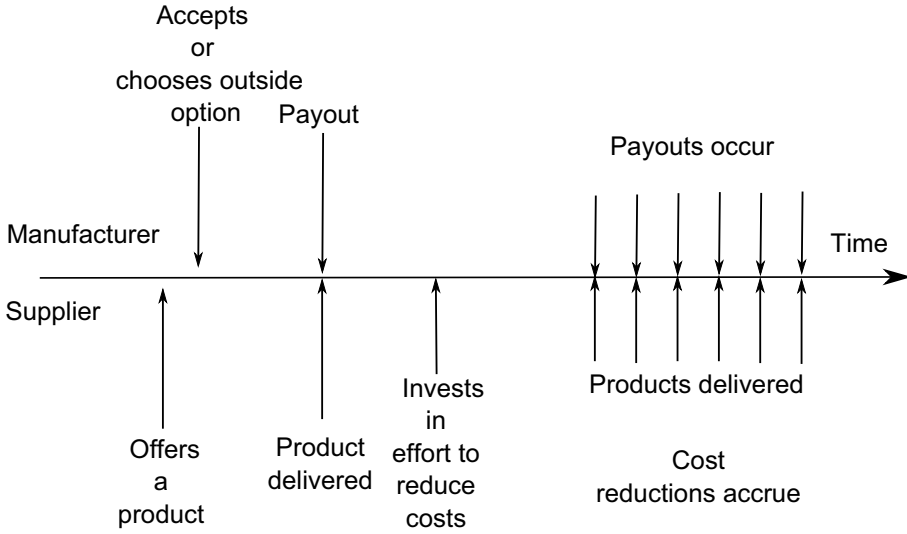 Accepts
or
chooses outside
option
Payout
Payouts occur
Manufacturer
Time
Supplier
Offers
a
product
Product
delivered
Invests
in
effort to
reduce
costs
Products delivered
Cost
reductions accrue